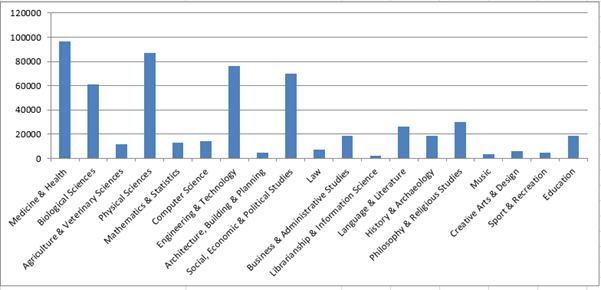 120000
100000
80000
60000
40000
20000
0
Medicine & Health
Biological Sciences
Agriculture & Veterinary Sciences
Physical Sciences
Mathematics & Statistics
Computer Science
Engineering & Technology
Architecture, Building & Planning
Social, Economic & Political Studies
Law
Business & Administrative Studies
Librarianship & Information Science
Language & Literature
History & Archaeology
Philosophy & Religious Studies
Music
Creative Arts & Design
Sport & Recreation
Education